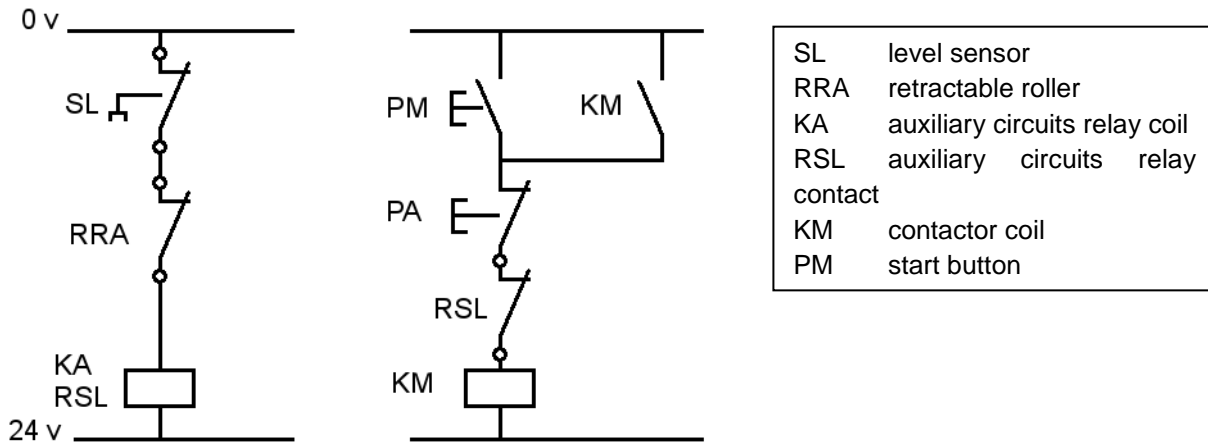 0 v
SL
RRA
KA
RSL
24 v
PM
KM
PA
RSL
KM
SL level sensor
RRA retractable roller
KA auxiliary circuits relay coil
RSL auxiliary circuits relay
contact
KM contactor coil
PM start button